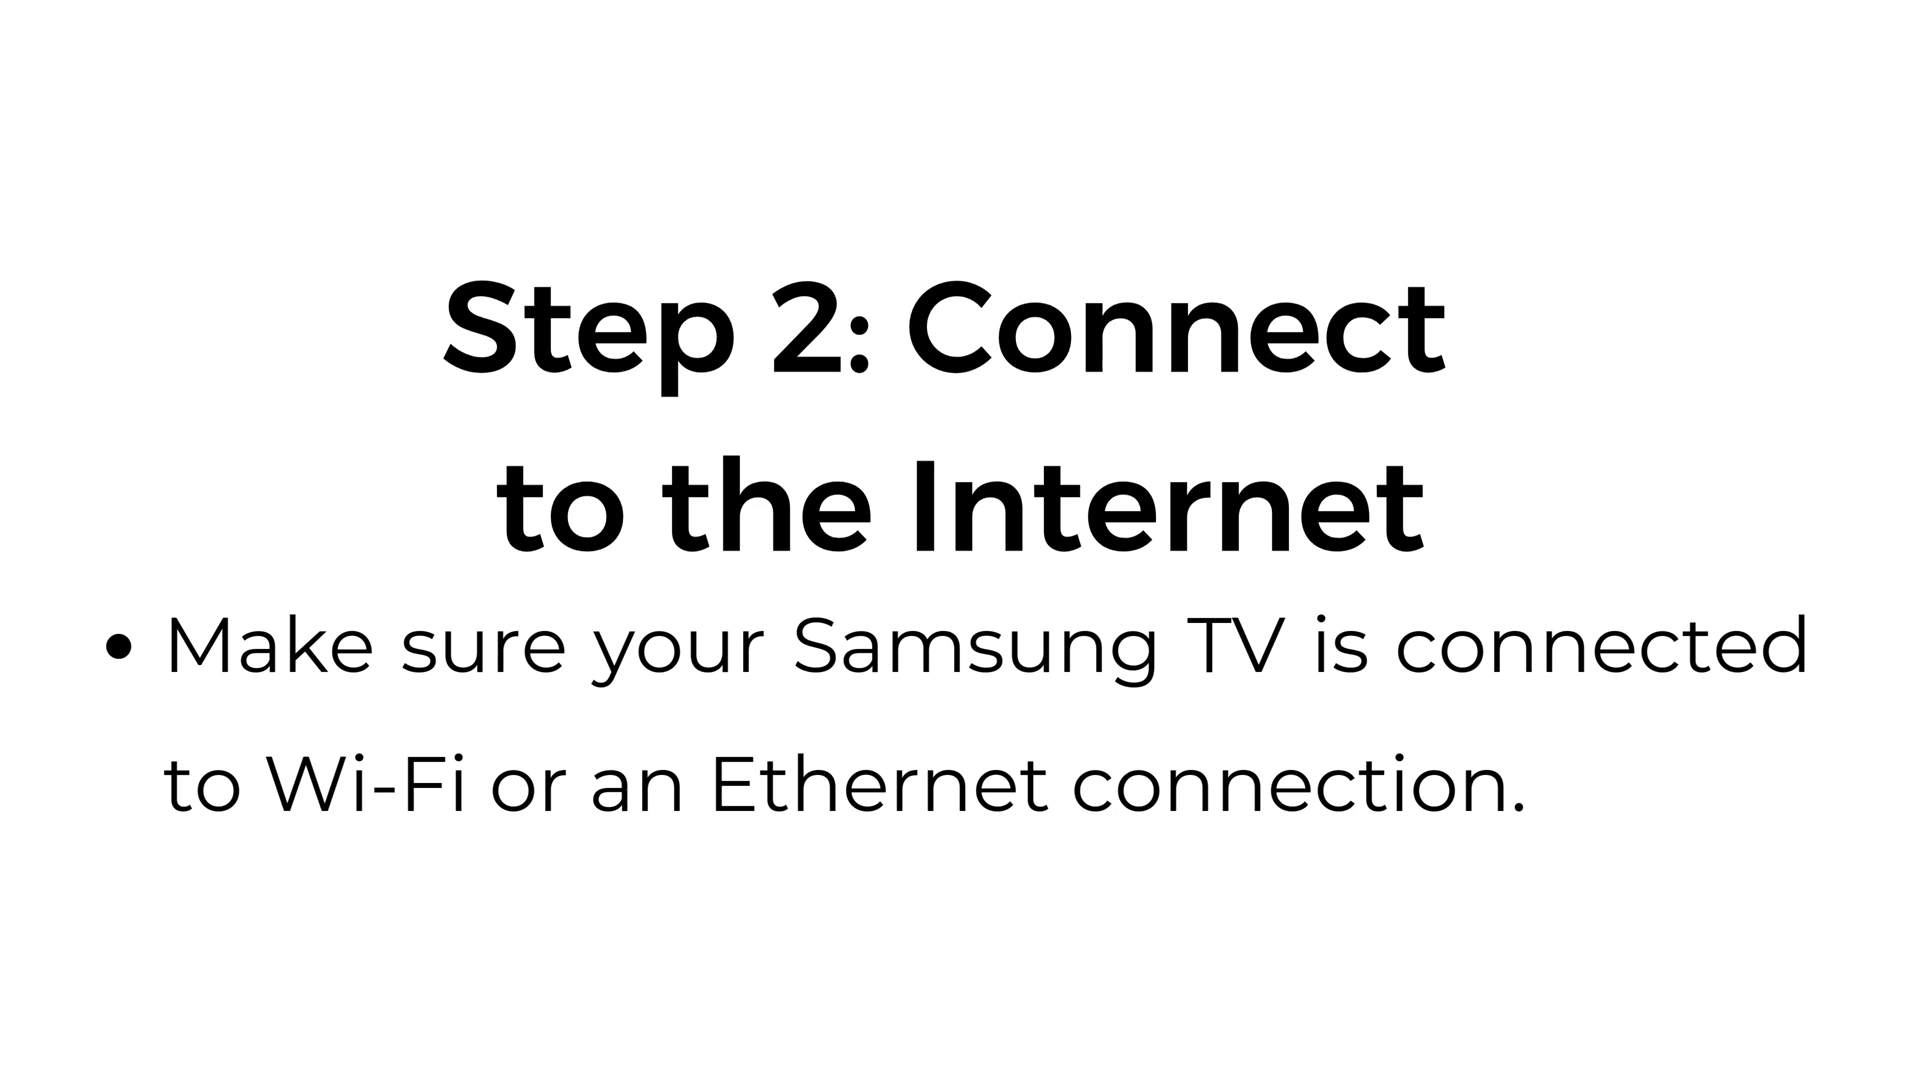 Step 2: Connect
to the Internet
• Make sure your Samsung TV is connected
to Wi-Fi or an Ethernet connection.